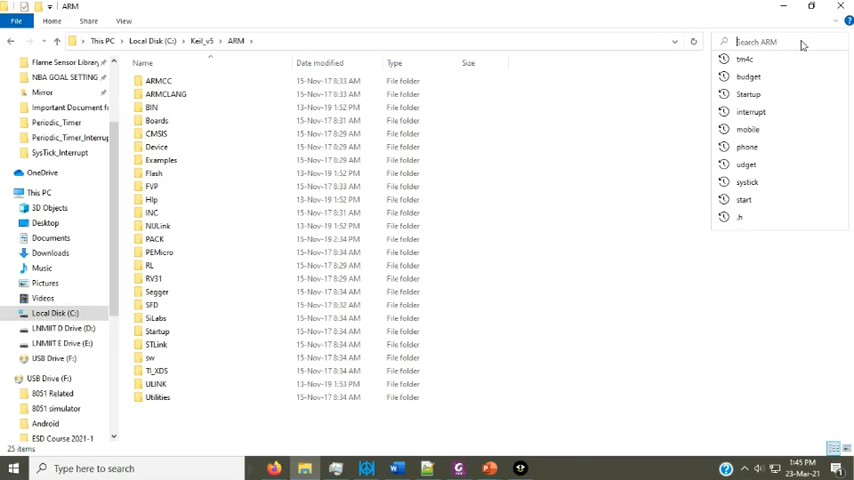 ARM
File Home Share View
This PC Local Disk (C:) Keil_v5 ARM
Search ARM
tm4c
budget
Startup
interrupt
mobile
phone
udget
systick
start
.h
Flame Sensor Library
NBA GOAL SETTING
Mirror
Important Document fo
Periodic_Timer
Periodic_Timer_Interrup
SysTick_Interrupt
OneDrive
This PC
3D Objects
Desktop
Documents
Downloads
Music
Pictures
Videos
Local Disk (C:)
LNMIIT D Drive (D:)
LNMIIT E Drive (E:)
USB Drive (F:)
USB Drive (F:)
8051 Related
8051 simulator
Android
ESD Course 2021-1
Name Date modified Type Size
ARMCC 15-Nov-17 8:33 AM File folder
ARMCLANG 15-Nov-17 8:33 AM File folder
BIN 13-Nov-19 1:52 PM File folder
Boards 15-Nov-17 8:29 AM File folder
CMSIS 15-Nov-17 8:29 AM File folder
Device 15-Nov-17 8:29 AM File folder
Examples 15-Nov-17 8:29 AM File folder
Flash 13-Nov-19 1:52 PM File folder
FVP 15-Nov-17 8:33 AM File folder
Hlp 13-Nov-19 1:52 PM File folder
INC 15-Nov-17 8:31 AM File folder
NULink 13-Nov-19 1:52 PM File folder
PACK 15-Nov-19 2:34 PM File folder
PEMicro 15-Nov-17 8:29 AM File folder
RL 15-Nov-17 8:29 AM File folder
RV31 15-Nov-17 8:29 AM File folder
Segger 15-Nov-17 8:34 AM File folder
SFD 15-Nov-17 8:32 AM File folder
SiLabs 15-Nov-17 8:34 AM File folder
Startup 15-Nov-17 8:34 AM File folder
STLink 15-Nov-17 8:34 AM File folder
sw 15-Nov-17 8:34 AM File folder
TI_XDS 15-Nov-17 8:34 AM File folder
ULINK 13-Nov-19 1:53 PM File folder
Utilities 15-Nov-17 8:34 AM File folder
25 items
Type here to search
1:45 PM
23-Mar-21